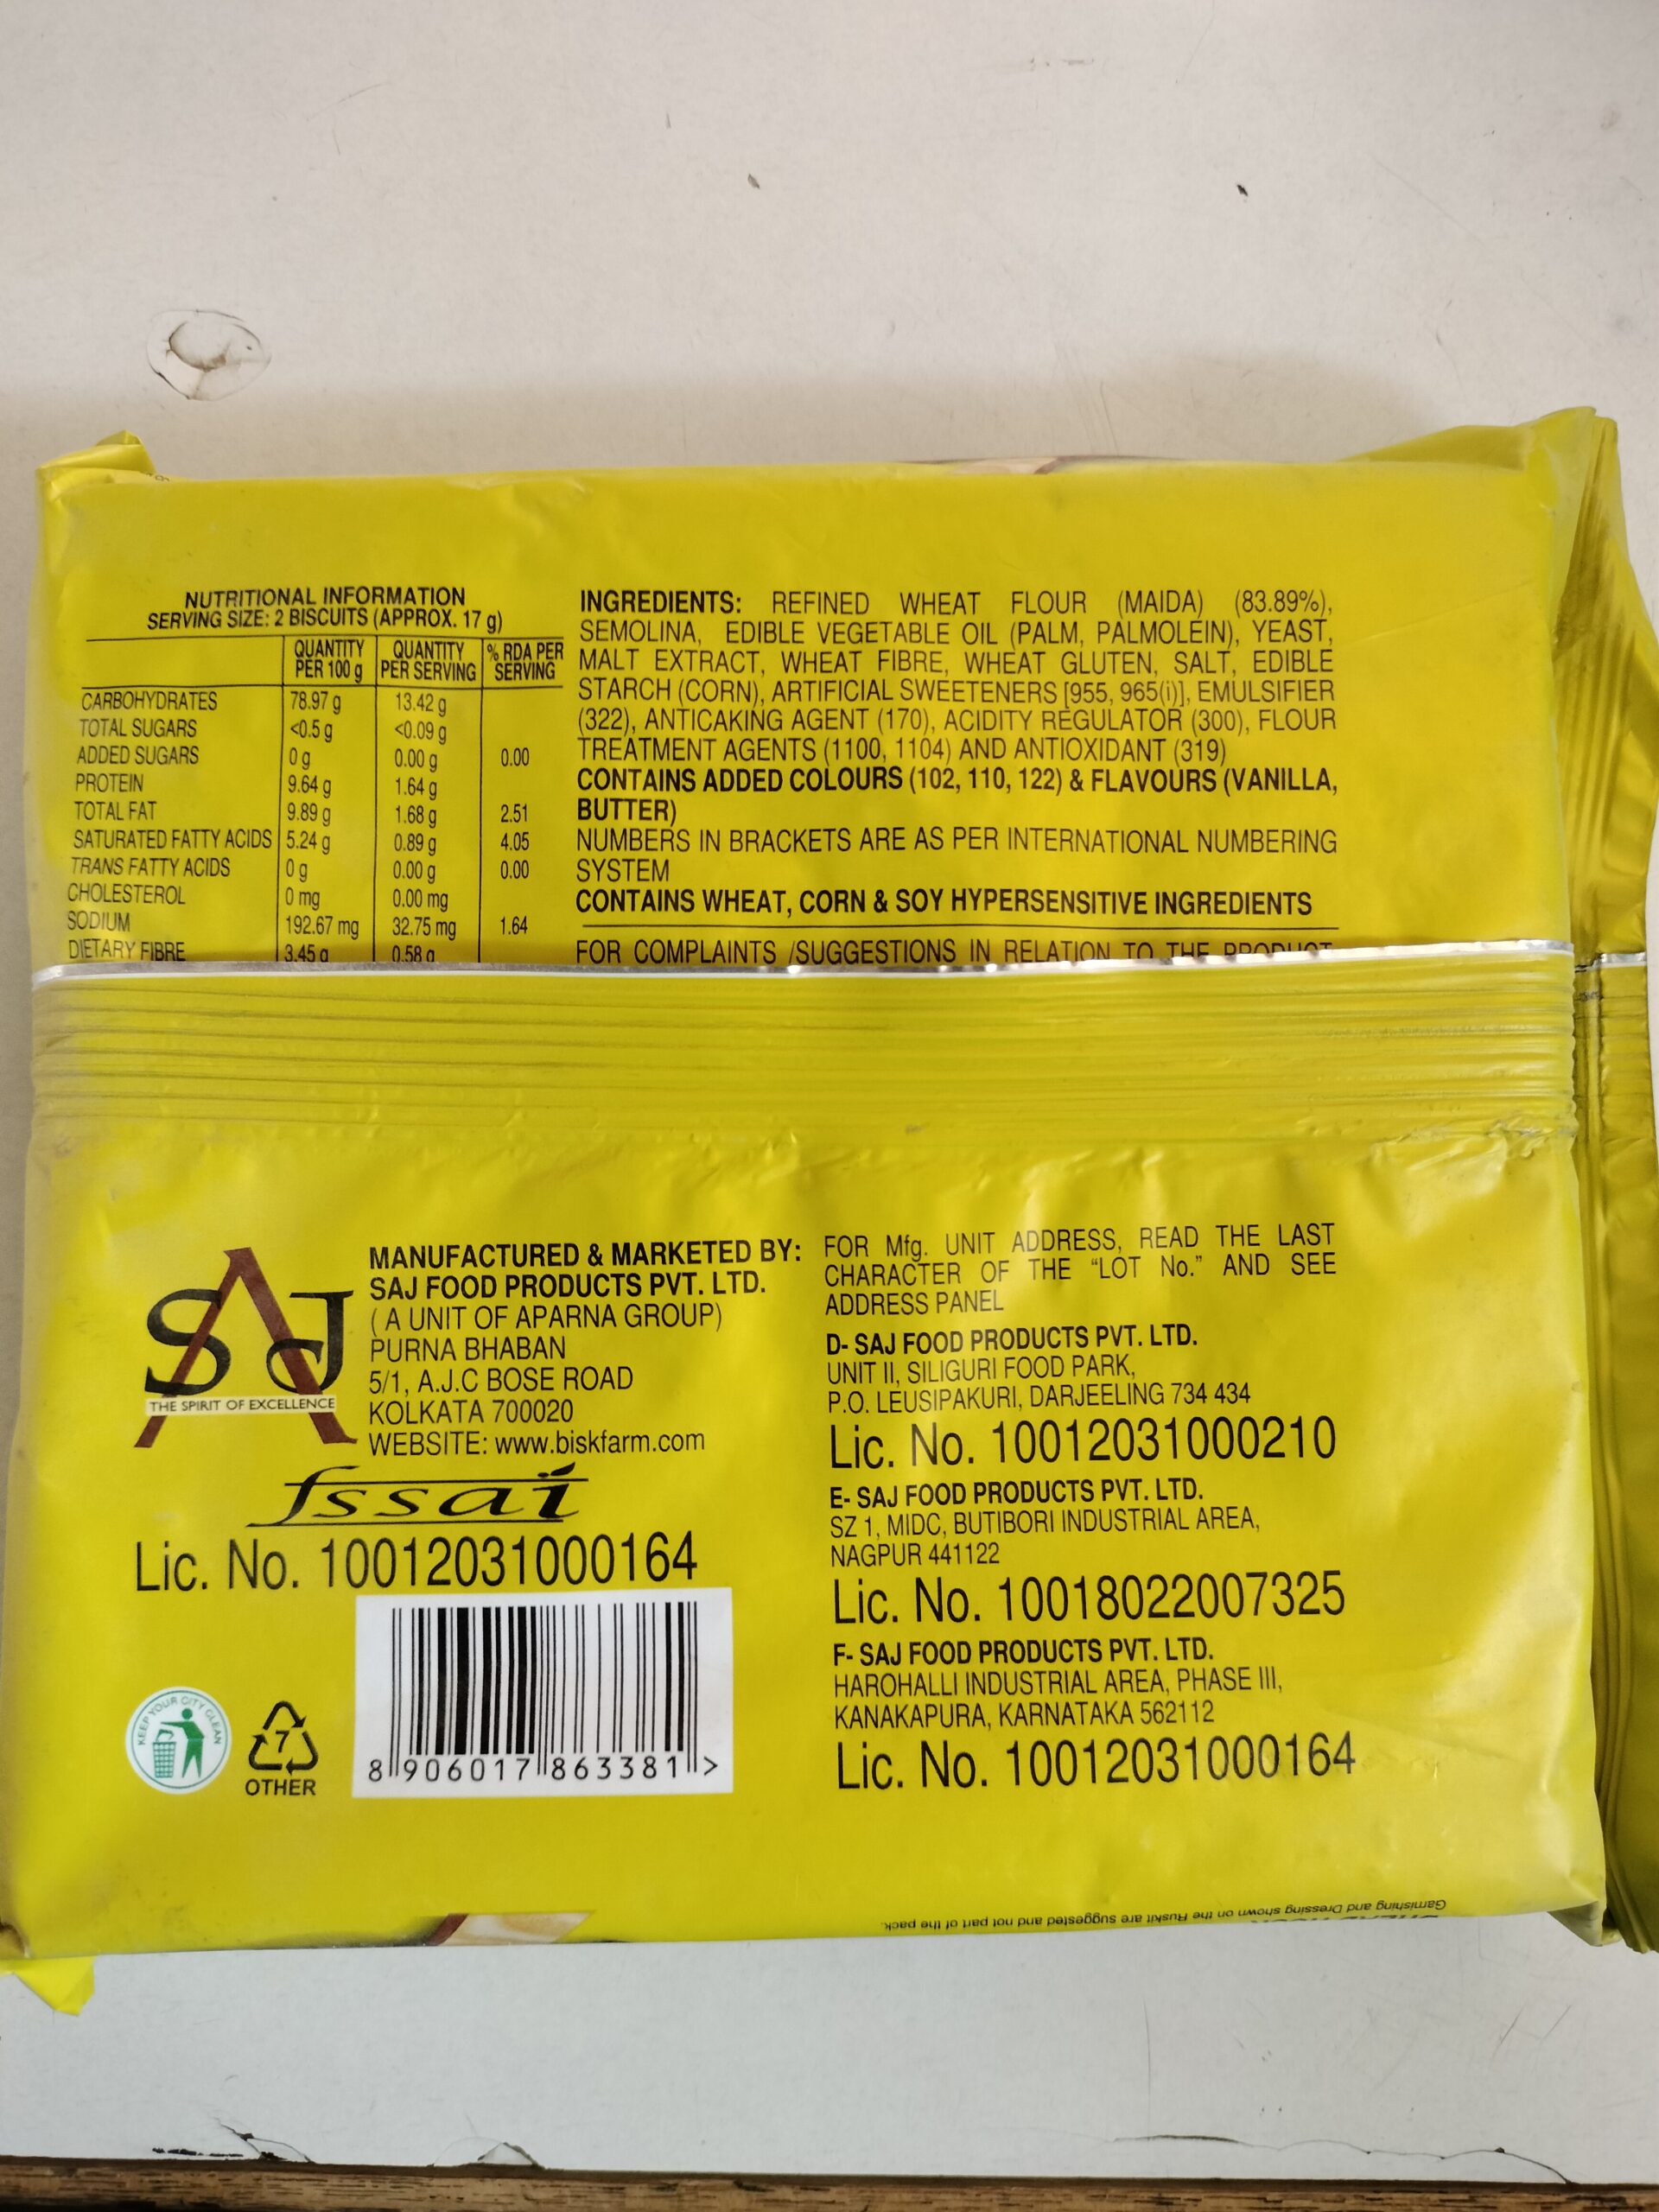 NUTRITIONAL INFORMATION
SERVING SIZE: 2 BISCUITS (APPROX. 17 g)
QUANTITY PER 100 g QUANTITY PER SERVING % RDA PER SERVING
CARBOHYDRATES 78.97 g 13.42 g
TOTAL SUGARS <0.5 g <0.09 g
ADDED SUGARS 0 g 0.00 g 0.00
PROTEIN 9.64 g 1.64 g
TOTAL FAT 9.89 g 1.68 g 2.51
SATURATED FATTY ACIDS 5.24 g 0.89 g 4.05
TRANS FATTY ACIDS 0 g 0.00 g 0.00
CHOLESTEROL 0 mg 0.00 mg
SODIUM 192.67 mg 32.75 mg 1.64
DIETARY FIBRE 3.45 g 0.58 g
INGREDIENTS: REFINED WHEAT FLOUR (MAIDA) (83.89%),
SEMOLINA, EDIBLE VEGETABLE OIL (PALM, PALMOLEIN), YEAST,
MALT EXTRACT, WHEAT FIBRE, WHEAT GLUTEN, SALT, EDIBLE
STARCH (CORN), ARTIFICIAL SWEETENERS [955, 965(i)], EMULSIFIER
(322), ANTICAKING AGENT (170), ACIDITY REGULATOR (300), FLOUR
TREATMENT AGENTS (1100, 1104) AND ANTIOXIDANT (319)
CONTAINS ADDED COLOURS (102, 110, 122) & FLAVOURS (VANILLA,
BUTTER)
NUMBERS IN BRACKETS ARE AS PER INTERNATIONAL NUMBERING
SYSTEM
CONTAINS WHEAT, CORN & SOY HYPERSENSITIVE INGREDIENTS
FOR COMPLAINTS /SUGGESTIONS IN RELATION TO THE PRODUCT
SAJ
THE SPIRIT OF EXCELLENCE
MANUFACTURED & MARKETED BY:
SAJ FOOD PRODUCTS PVT. LTD.
( A UNIT OF APARNA GROUP)
PURNA BHABAN
5/1, A.J.C BOSE ROAD
KOLKATA 700020
WEBSITE: www.biskfarm.com
fssai
Lic. No. 10012031000164
KEEP YOUR CITY CLEAN
7
OTHER
8 906017 863381 >
FOR Mfg. UNIT ADDRESS, READ THE LAST
CHARACTER OF THE "LOT No." AND SEE
ADDRESS PANEL
D- SAJ FOOD PRODUCTS PVT. LTD.
UNIT II, SILIGURI FOOD PARK,
P.O. LEUSIPAKURI, DARJEELING 734 434
Lic. No. 10012031000210
E- SAJ FOOD PRODUCTS PVT. LTD.
SZ 1, MIDC, BUTIBORI INDUSTRIAL AREA,
NAGPUR 441122
Lic. No. 10018022007325
F- SAJ FOOD PRODUCTS PVT. LTD.
HAROHALLI INDUSTRIAL AREA, PHASE III,
KANAKAPURA, KARNATAKA 562112
Lic. No. 10012031000164
Garnishing and Dressing shown on the Ruskit are suggested and not part of the pack.